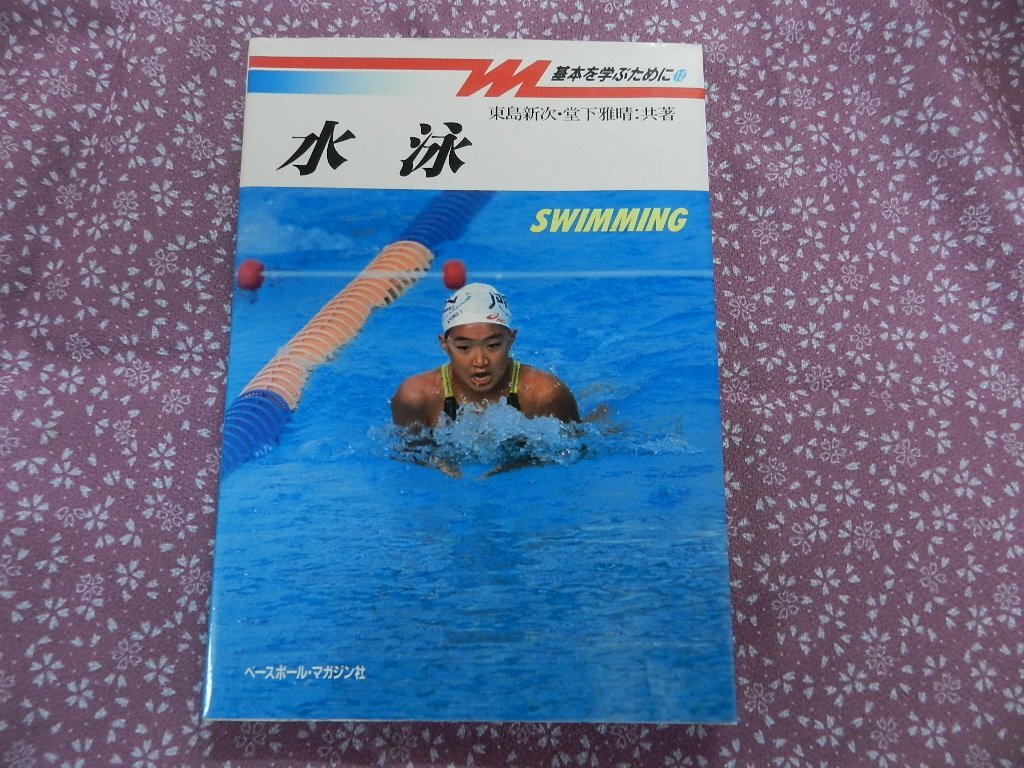 基本を学ぶために12
東島新次・堂下雅晴:共著
水泳
SWIMMING
ベースボール・マガジン社